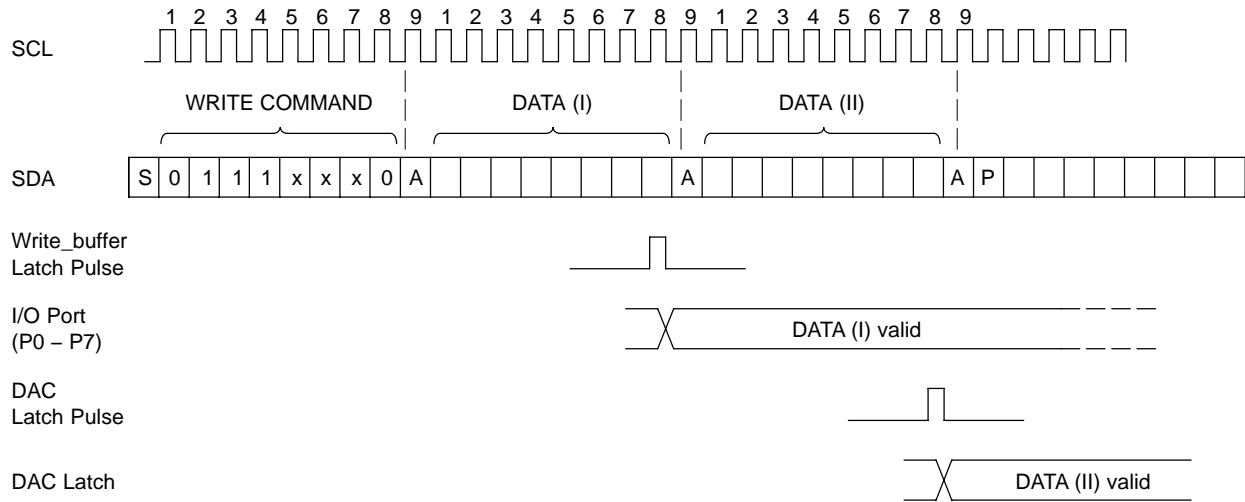 1 2 3 4 5 6 7 8 9 1 2 3 4 5 6 7 8 9 1 2 3 4 5 6 7 8 9
SCL
WRITE COMMAND DATA (I) DATA (II)
SDA S 0 1 1 1 x x x 0 A A A P
Write_buffer
Latch Pulse
I/O Port
(P0 – P7)
DATA (I) valid
DAC
Latch Pulse
DAC Latch DATA (II) valid